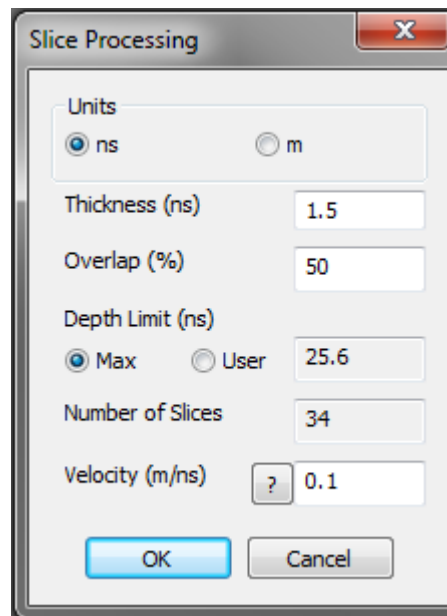 Slice Processing
Units
ns m
Thickness (ns) 1.5
Overlap (%) 50
Depth Limit (ns)
Max User 25.6
Number of Slices 34
Velocity (m/ns) ? 0.1
OK Cancel